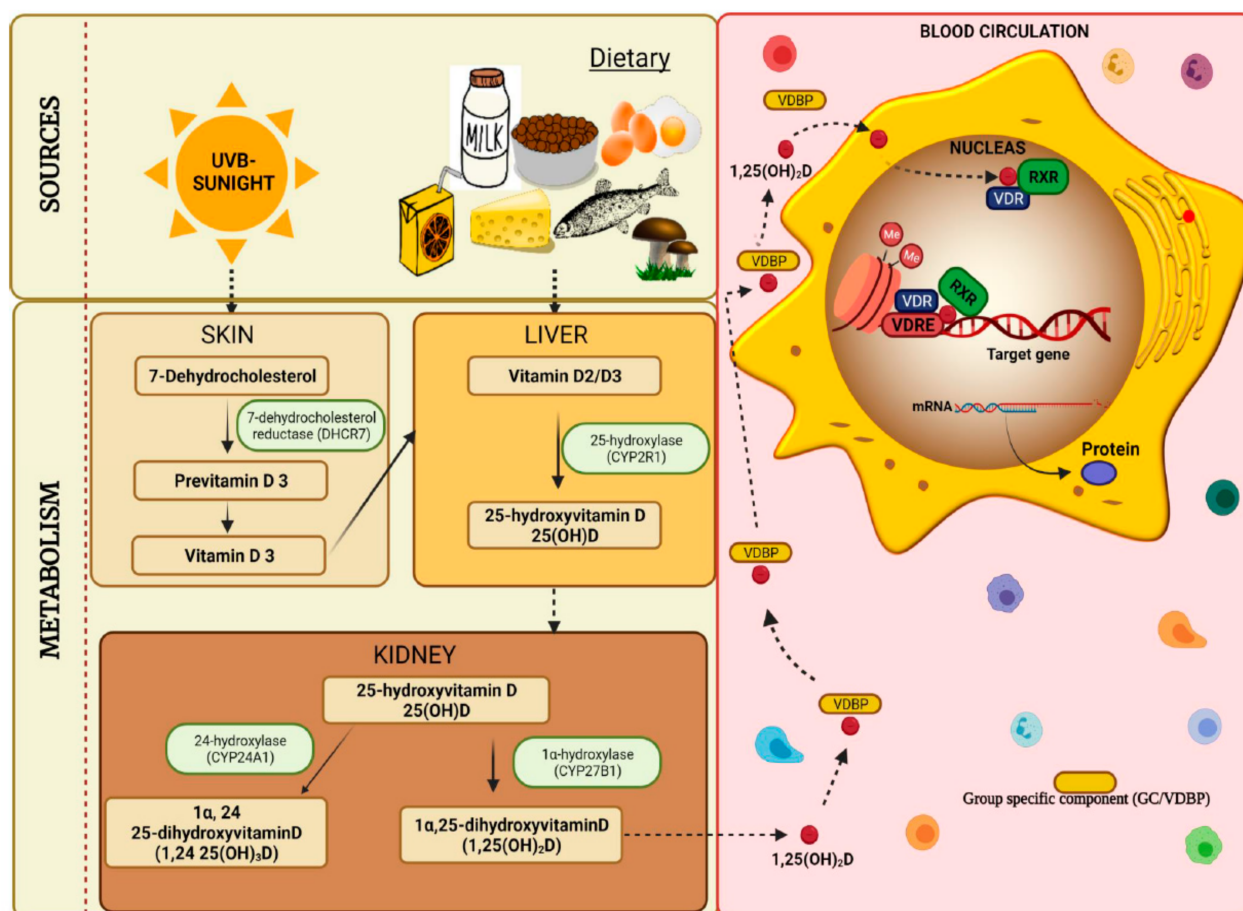 SOURCES
UVB-
SUNIGHT
Dietary
MILK
METABOLISM
SKIN
7-Dehydrocholesterol
7-dehydrocholesterol
reductase (DHCR7)
Previtamin D 3
Vitamin D 3
LIVER
Vitamin D2/D3
25-hydroxylase
(CYP2R1)
25-hydroxyvitamin D
25(OH)D
KIDNEY
25-hydroxyvitamin D
25(OH)D
24-hydroxylase
(CYP24A1)
1α-hydroxylase
(CYP27B1)
1α, 24
25-dihydroxyvitaminD
(1,24 25(OH)₃D)
1α,25-dihydroxyvitaminD
(1,25(OH)₂D)
BLOOD CIRCULATION
VDBP
1,25(OH)₂D
NUCLEAS
RXR
VDR
Me
Me
VDBP
VDR
RXR
VDRE
Target gene
mRNA
Protein
VDBP
VDBP
Group specific component (GC/VDBP)
1,25(OH)₂D